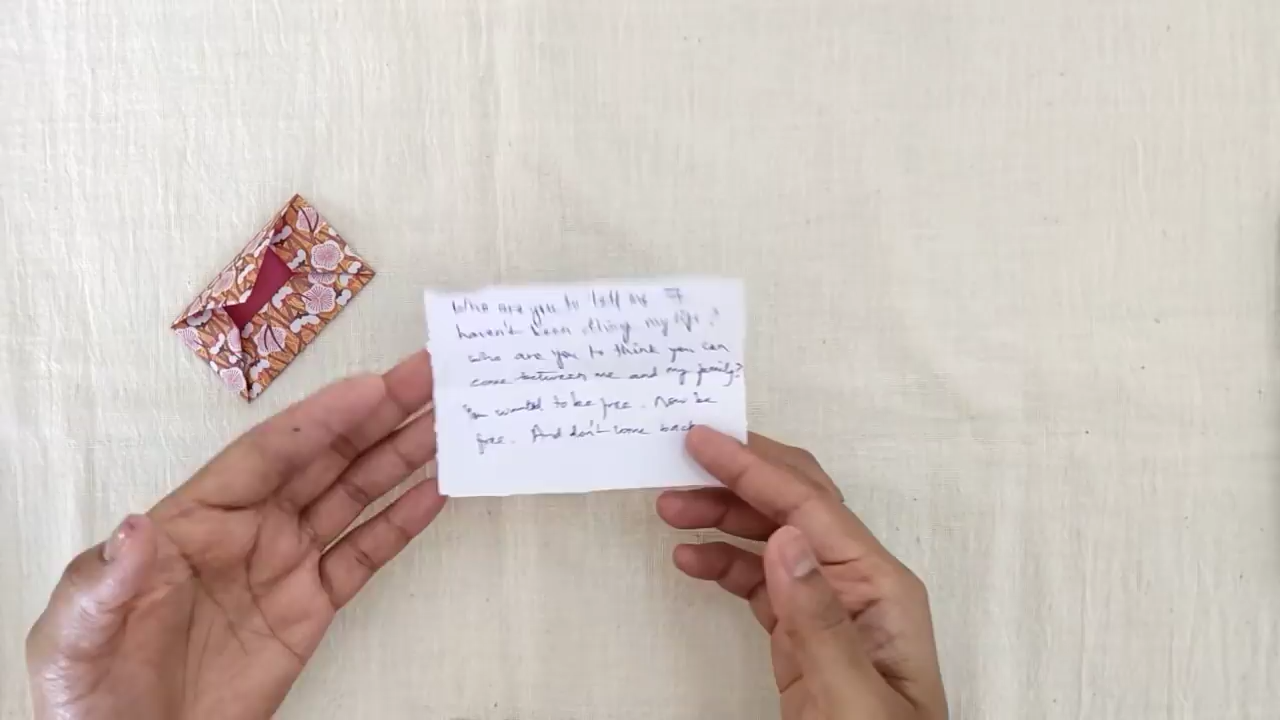 Who are you to tell me I
haven't been living my life?
who are you to think you can
come between me and my family?
You wanted to be free. Now be
free. And don't come back